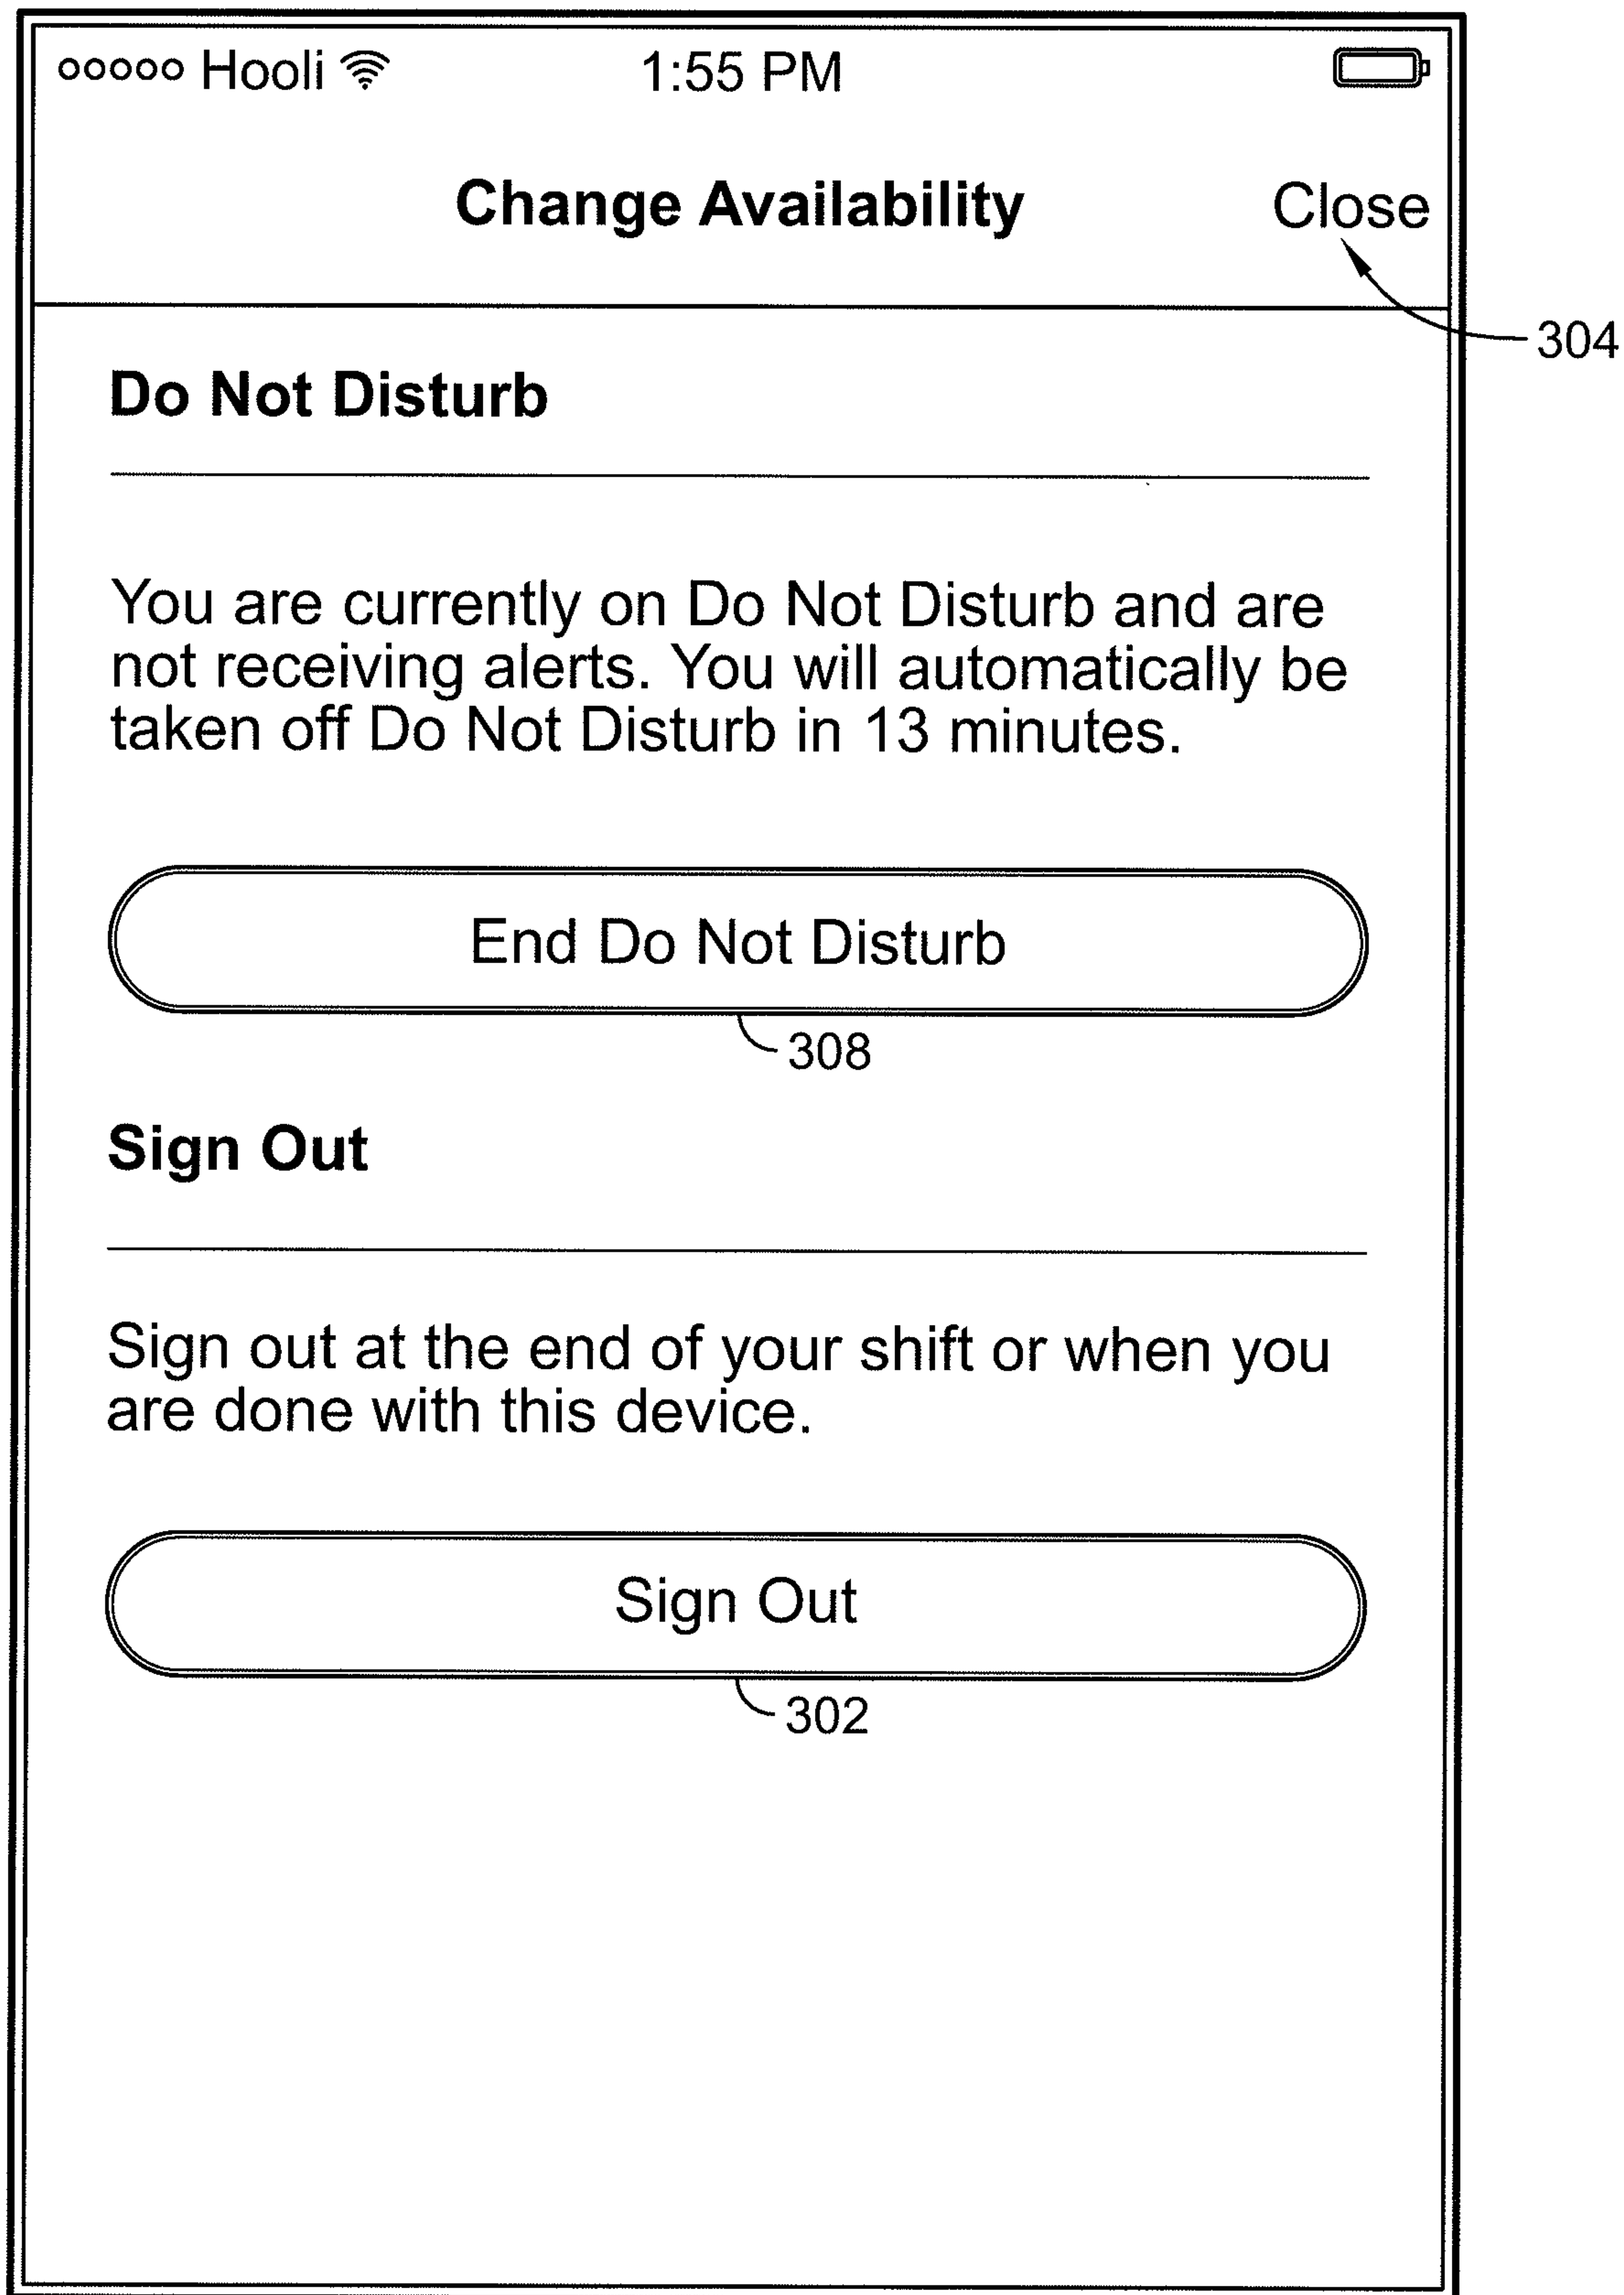 ooooo Hooli 1:55 PM
Change Availability Close
304
Do Not Disturb
You are currently on Do Not Disturb and are
not receiving alerts. You will automatically be
taken off Do Not Disturb in 13 minutes.
End Do Not Disturb
308
Sign Out
Sign out at the end of your shift or when you
are done with this device.
Sign Out
302